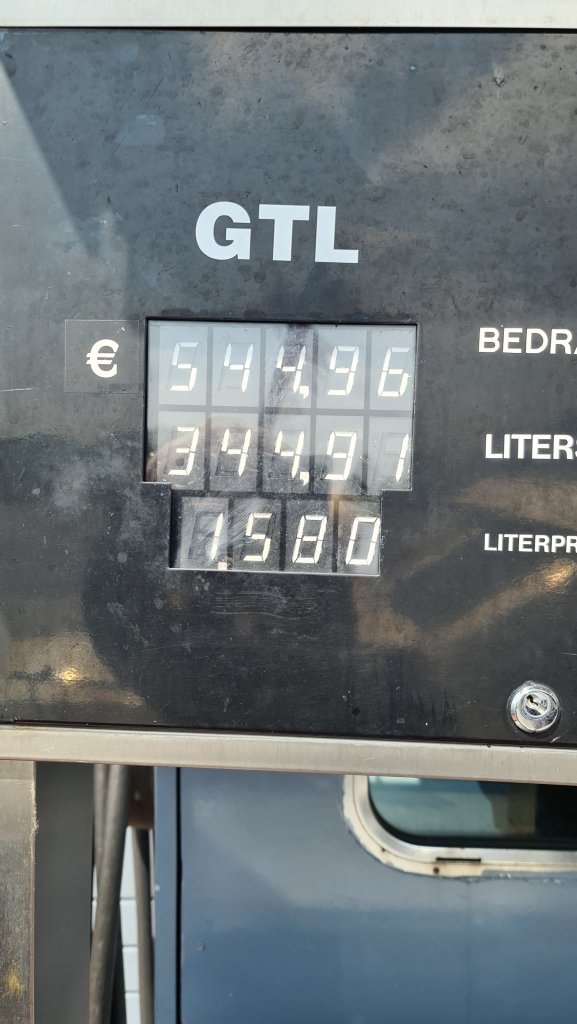 GTL
€ 544,96 BEDRA
344,91 LITERS
1.580 LITERPR